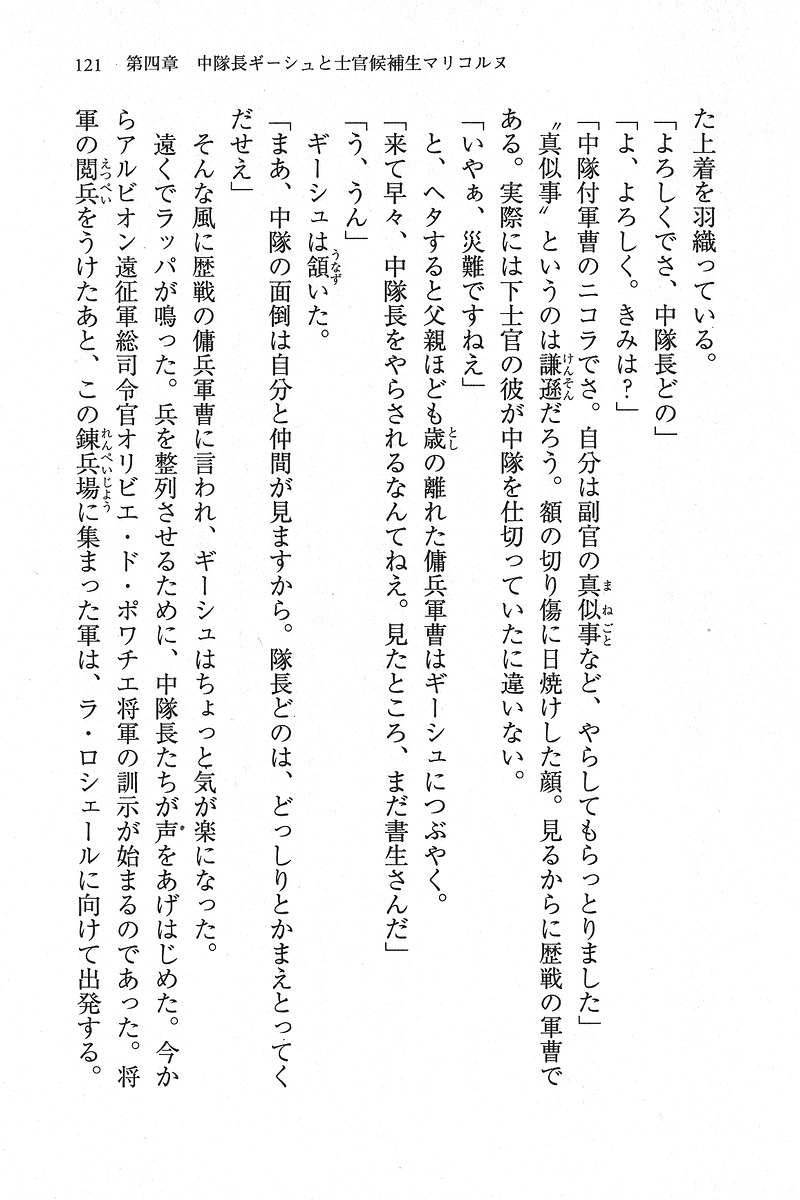 121 第四章 中隊長ギーシュと士官候補生マリコルヌ
た上着を羽織っている。
「よろしくでさ、中隊長どの」
「よ、よろしく。きみは？」
「中隊付軍曹のニコラでさ。自分は副官の真似事など、やらしてもらっとりました」
〝真似事〟というのは謙遜だろう。額の切り傷に日焼けした顔。見るからに歴戦の軍曹で
ある。実際には下士官の彼が中隊を仕切っていたに違いない。
「いやぁ、災難ですねえ」
と、ヘタすると父親ほども歳の離れた傭兵軍曹はギーシュにつぶやく。
「来て早々、中隊長をやらされるなんてねえ。見たところ、まだ書生さんだ」
「う、うん」
ギーシュは頷いた。
「まあ、中隊の面倒は自分と仲間が見ますから。隊長どのは、どっしりとかまえとってく
だせえ」
そんな風に歴戦の傭兵軍曹に言われ、ギーシュはちょっと気が楽になった。
遠くでラッパが鳴った。兵を整列させるために、中隊長たちが声をあげはじめた。今か
らアルビオン遠征軍総司令官オリビエ・ド・ポワチエ将軍の訓示が始まるのであった。将
軍の閲兵をうけたあと、この錬兵場に集まった軍は、ラ・ロシェールに向けて出発する。